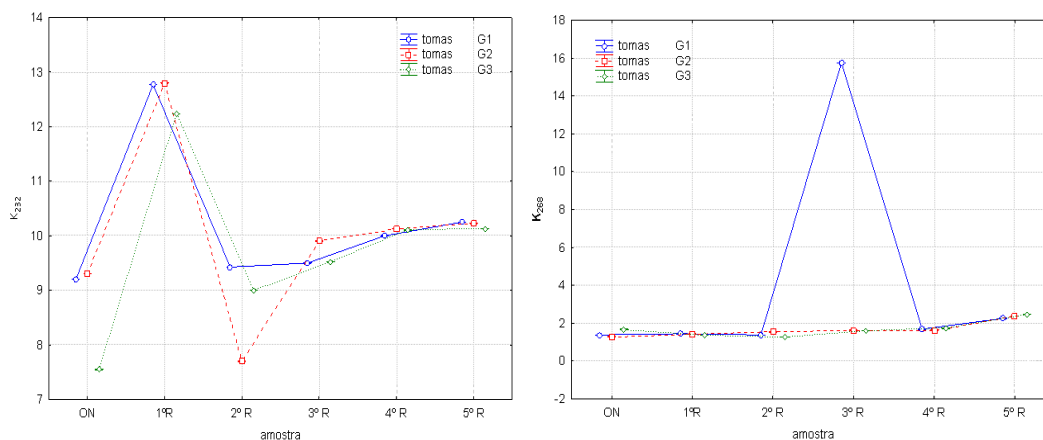 14
13
12
11
10
9
8
7
K232
tomas G1
tomas G2
tomas G3
ON 1ºR 2º R 3º R 4º R 5º R
amostra
18
16
14
12
10
8
6
4
2
0
-2
K268
tomas G1
tomas G2
tomas G3
ON 1ºR 2º R 3º R 4º R 5º R
amostra